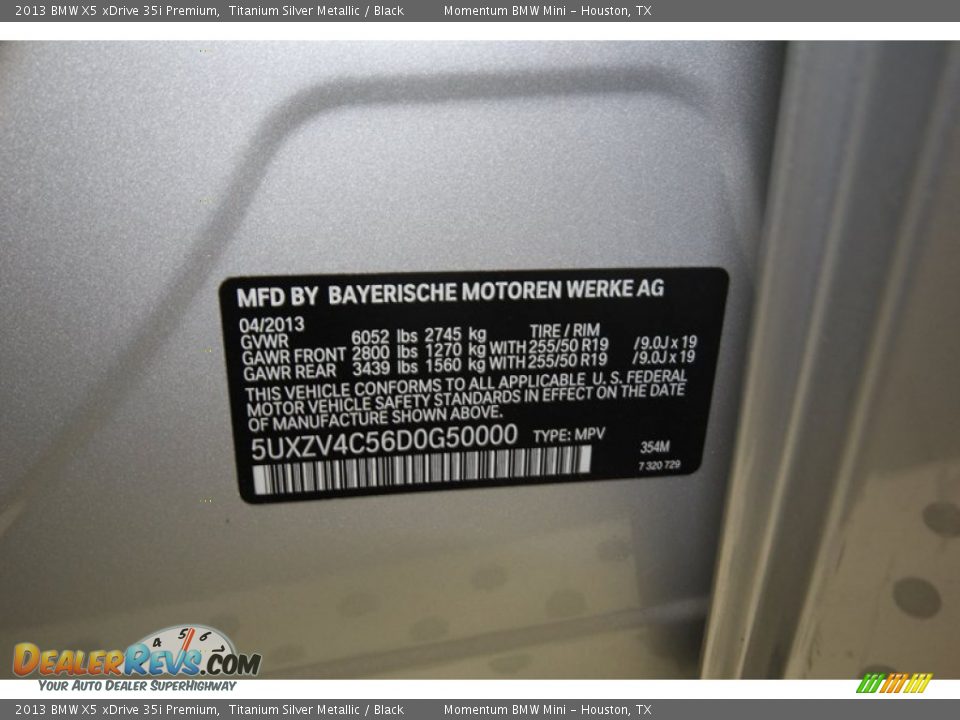 2013 BMW X5 xDrive 35i Premium, Titanium Silver Metallic / Black Momentum BMW Mini - Houston, TX
MFD BY BAYERISCHE MOTOREN WERKE AG
04/2013 TIRE / RIM
GVWR 6052 lbs 2745 kg
GAWR FRONT 2800 lbs 1270 kg WITH 255/50 R19 /9.0J x 19
GAWR REAR 3439 lbs 1560 kg WITH 255/50 R19 /9.0J x 19
THIS VEHICLE CONFORMS TO ALL APPLICABLE U. S. FEDERAL
MOTOR VEHICLE SAFETY STANDARDS IN EFFECT ON THE DATE
OF MANUFACTURE SHOWN ABOVE.
5UXZV4C56D0G50000 TYPE: MPV 354M
7 320 729
4 5 6
DEALERREVS.COM
YOUR AUTO DEALER SUPERHIGHWAY
2013 BMW X5 xDrive 35i Premium, Titanium Silver Metallic / Black Momentum BMW Mini - Houston, TX